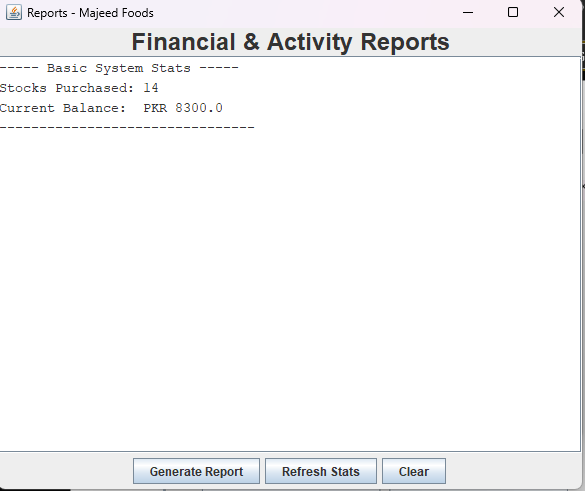 Reports - Majeed Foods
Financial & Activity Reports
----- Basic System Stats -----
Stocks Purchased: 14
Current Balance:  PKR 8300.0
--------------------------------
Generate Report
Refresh Stats
Clear